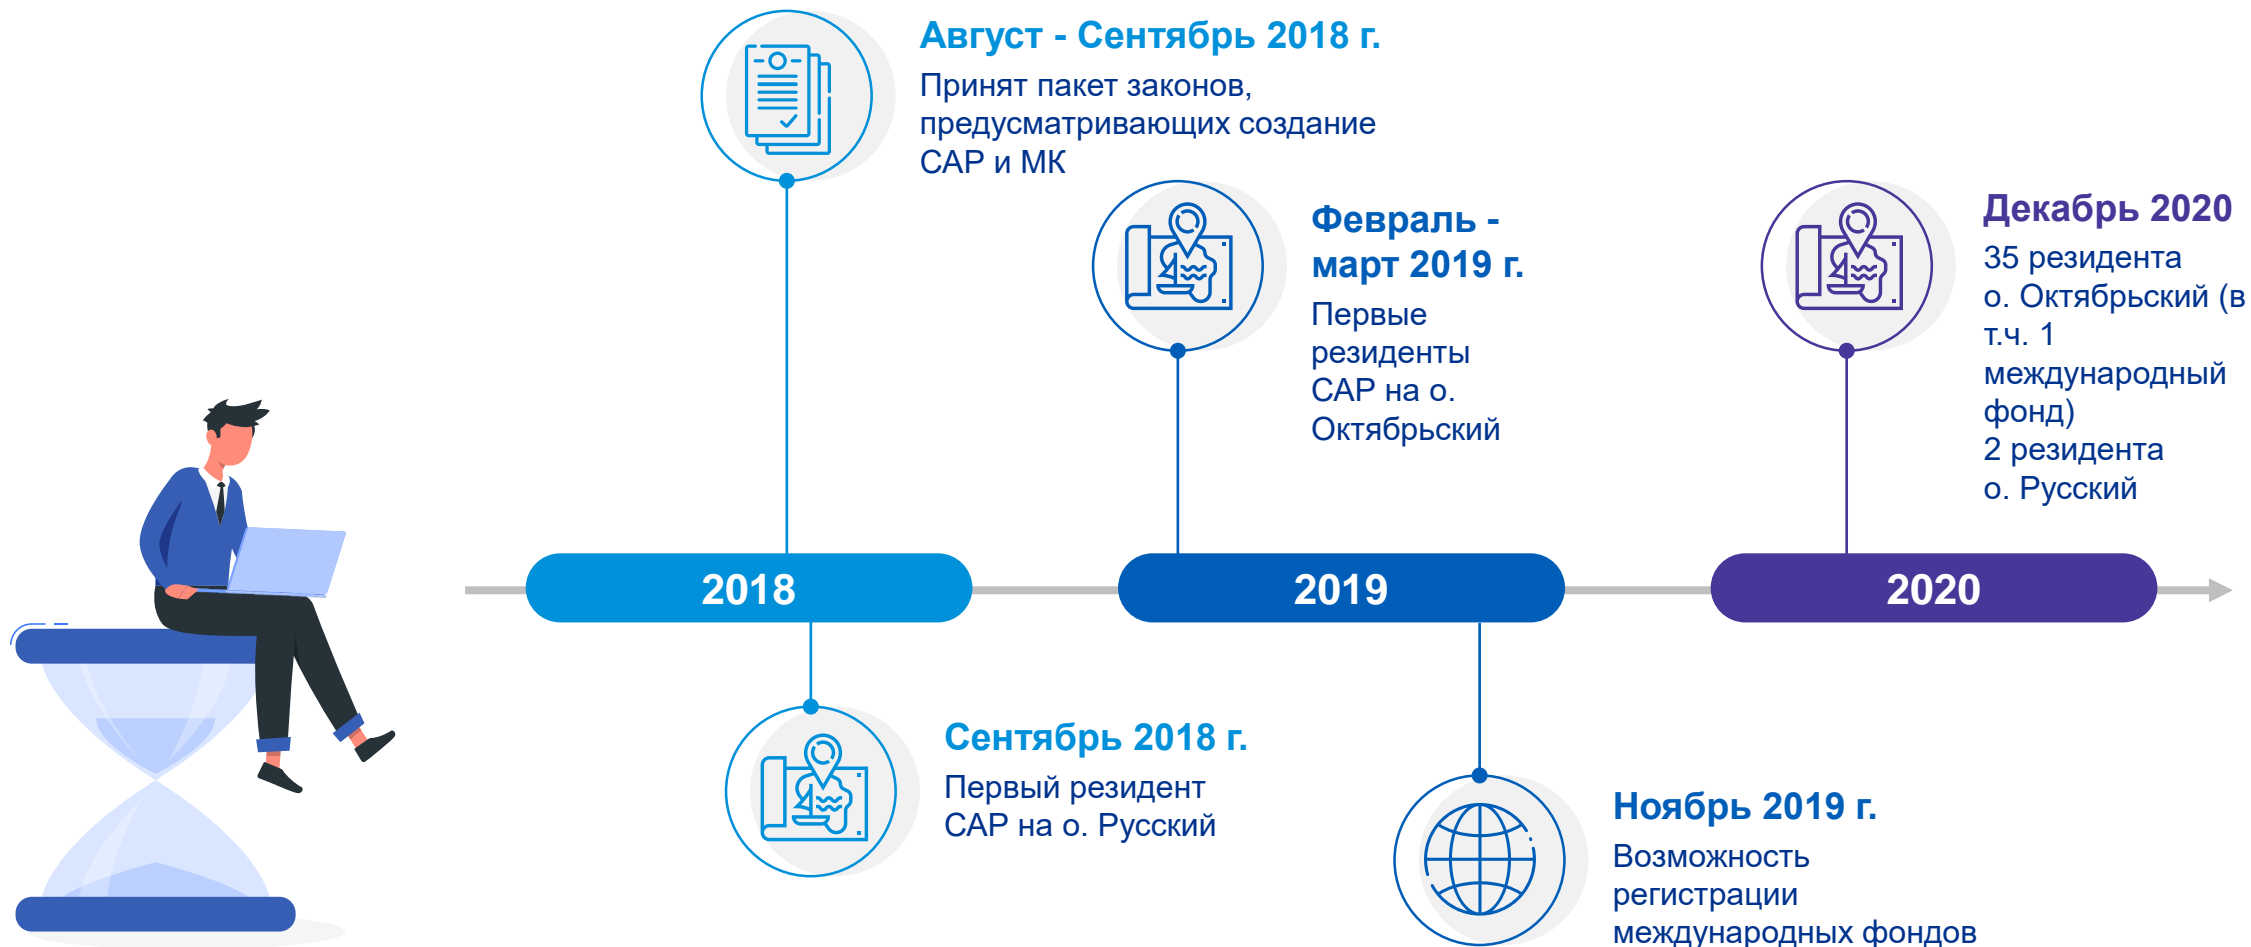 Август - Сентябрь 2018 г.
Принят пакет законов,
предусматривающих создание
САР и МК
Февраль -
март 2019 г.
Первые
резиденты
САР на о.
Октябрьский
Декабрь 2020
35 резидента
о. Октябрьский (в
т.ч. 1
международный
фонд)
2 резидента
о. Русский
2018
2019
2020
Сентябрь 2018 г.
Первый резидент
САР на о. Русский
Ноябрь 2019 г.
Возможность
регистрации
международных фондов